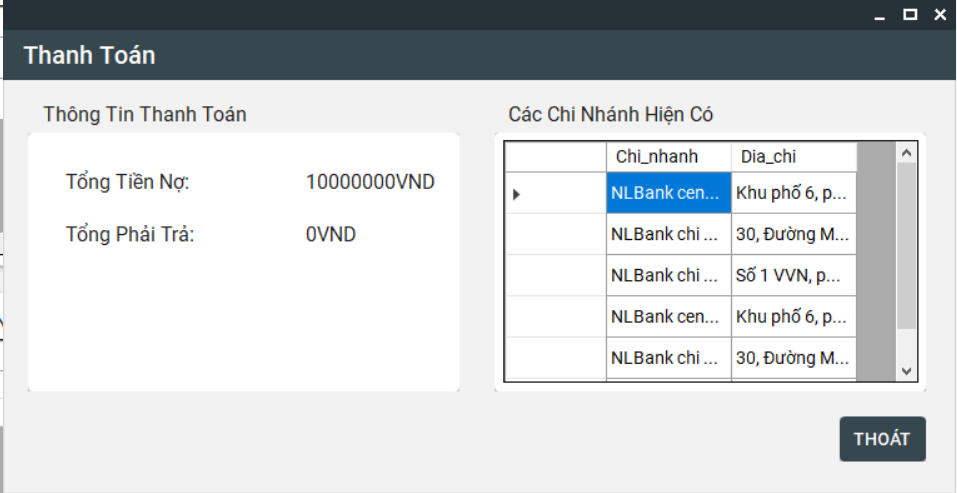 Thanh Toán
Thông Tin Thanh Toán
Tổng Tiền Nợ: 10000000VND
Tổng Phải Trả: 0VND
Các Chi Nhánh Hiện Có
Chi_nhanh Dia_chi
NLBank cen... Khu phố 6, p...
NLBank chi ... 30, Đường M...
NLBank chi ... Số 1 VVN, p...
NLBank cen... Khu phố 6, p...
NLBank chi ... 30, Đường M...
THOÁT